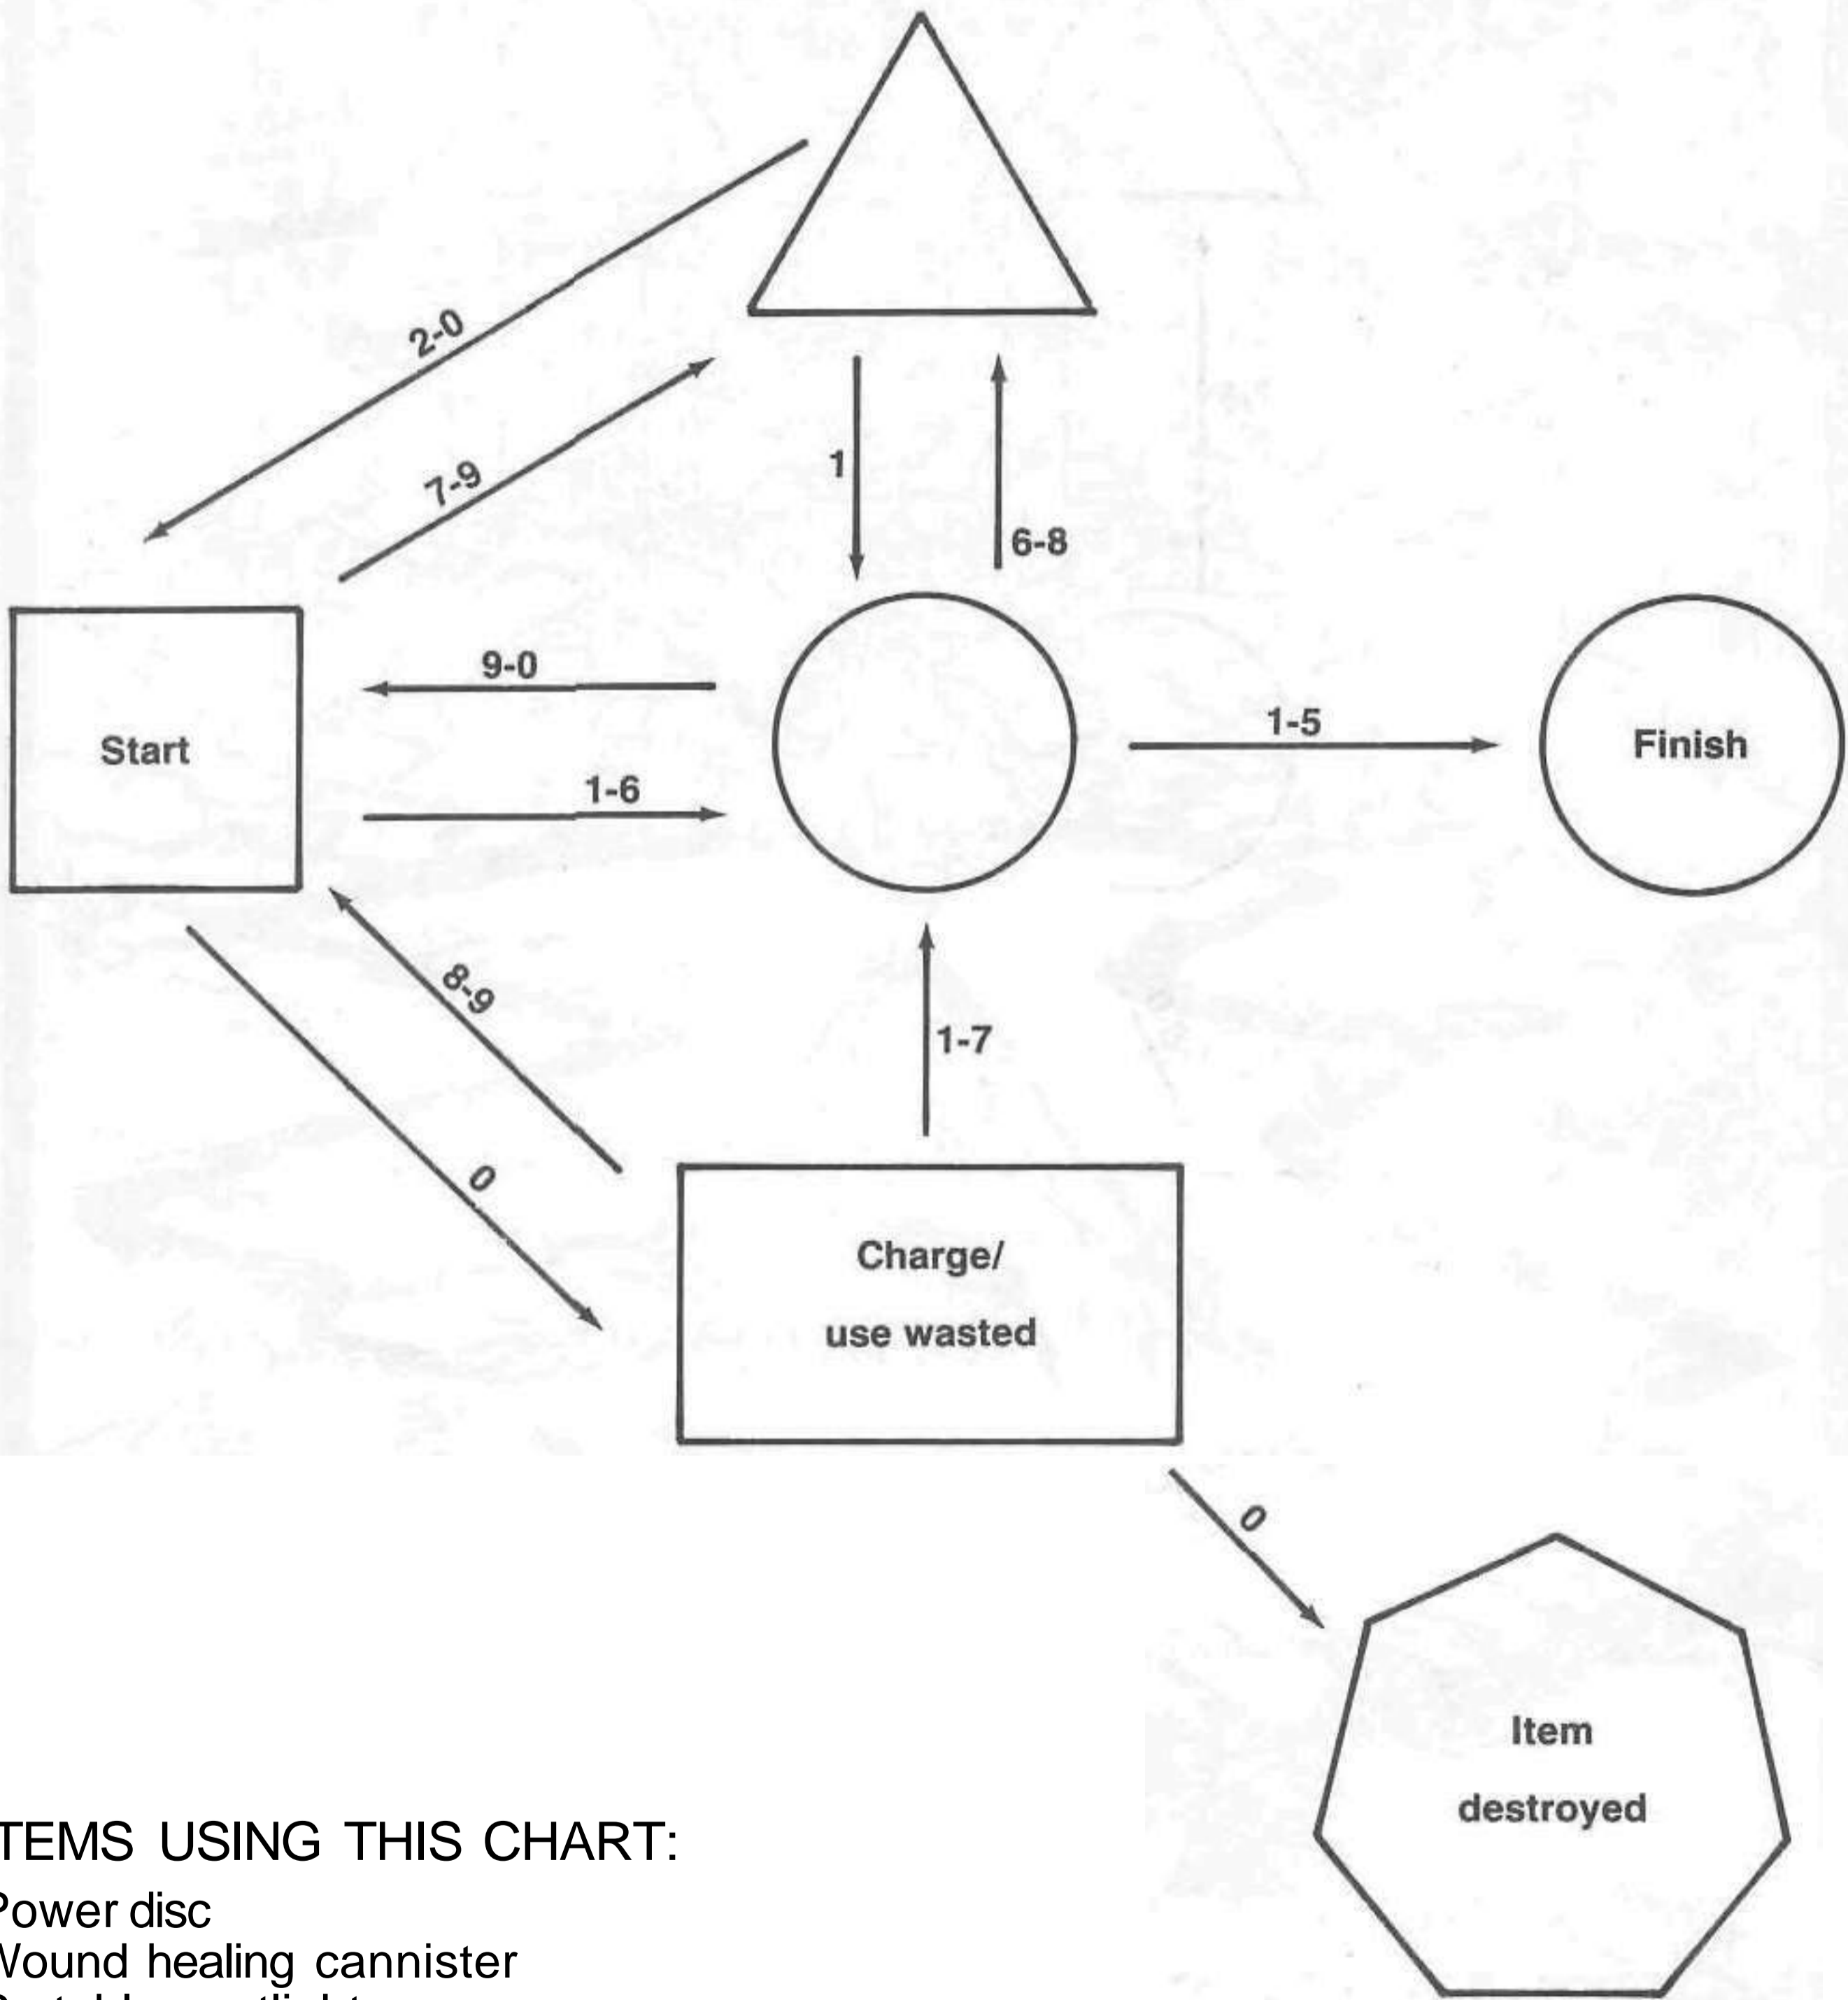 2-0
7-9
1
6-8
9-0
1-5
Start
Finish
1-6
8-9
1-7
0
Charge/
use wasted
0
Item
destroyed
TEMS USING THIS CHART:
Power disc
Wound healing cannister